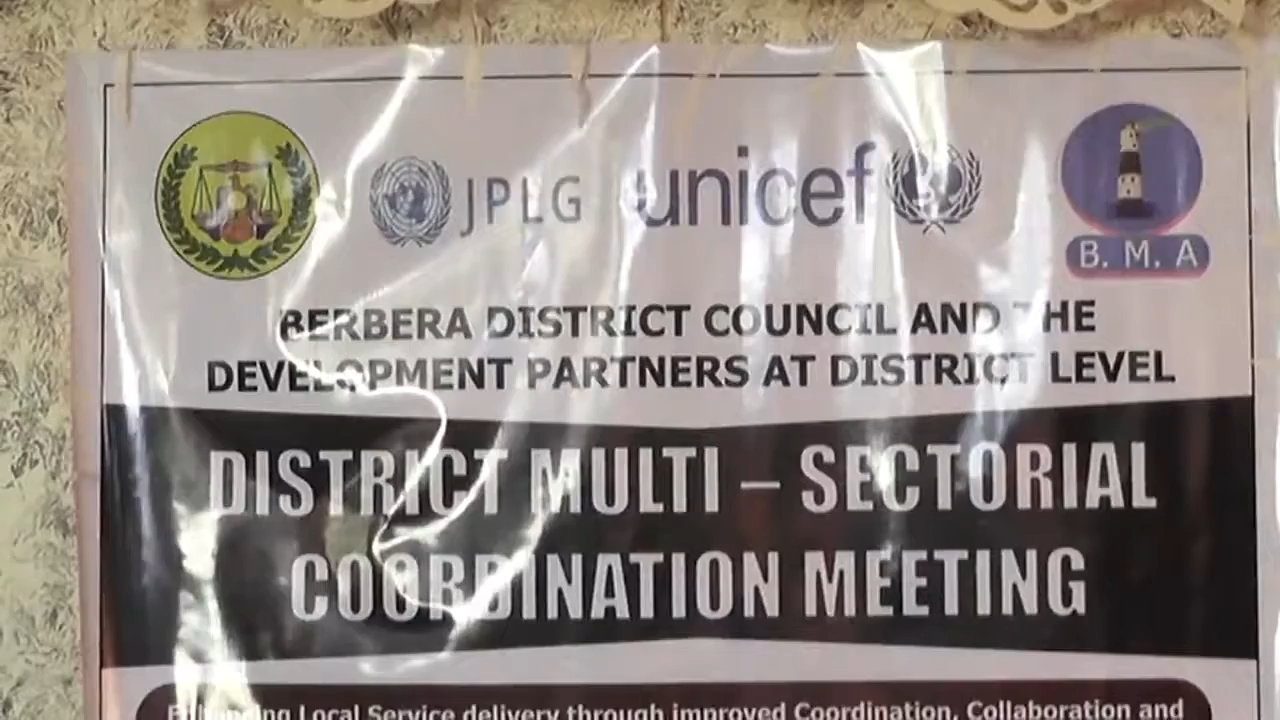 JPLG
unicef
B. M. A
BERBERA DISTRICT COUNCIL AND THE
DEVELOPMENT PARTNERS AT DISTRICT LEVEL
DISTRICT MULTI – SECTORIAL
COORDINATION MEETING
Enhancing Local Service delivery through improved Coordination, Collaboration and